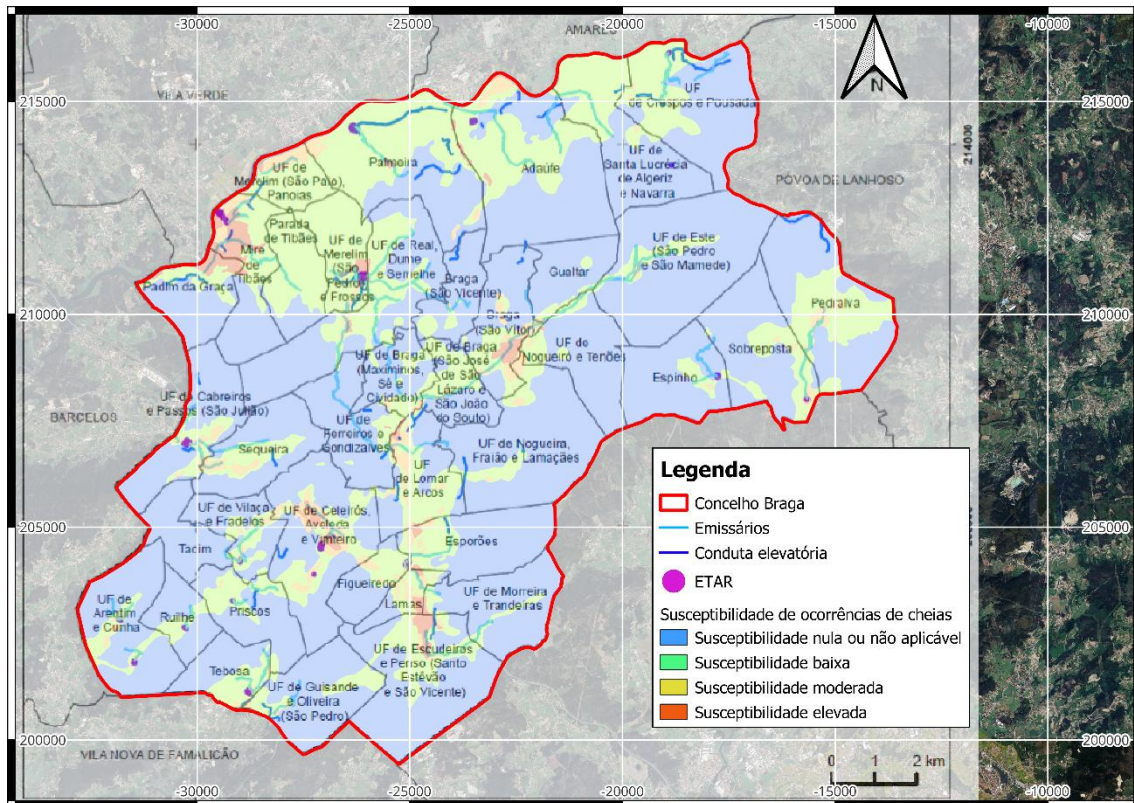 -30000
-25000
-20000
-15000
-10000
AMARES
215000
215000
VILA VERDE
UF
de Crespos e Pousada
214000
Palmeira
Adaúfe
UF de
Santa Lucrécia
de Algeriz
e Navarra
PÓVOA DE LANHOSO
UF de
Merelim (São Paio),
Panoias
e
Parada
de Tibães
Mire
de
Tibães
UF de
Merelim
(São
Pedro)
e Frossos
UF de Real,
Dume
e Semelhe
UF de Este
(São Pedro
e São Mamede)
Gualtar
Padim da Graça
Braga
(São Vicente)
Pedralva
210000
210000
Braga
(São Vitor)
UF de
Nogueiró e Tenões
Sobreposta
Espinho
UF de Braga
(Maximinos,
Sé e
Cividade)
UF de Braga
(São José
de São
Lázaro e
São João
do Souto)
BARCELOS
UF de Cabreiros
e Passos (São Julião)
UF de
Ferreiros e
Gondizalves
Sequeira
UF de Nogueira,
Fraião e Lamaçães
UF
de Lomar
e Arcos
UF de Vilaça
e Fradelos
UF de Celeirós,
Aveleda
e Vimieiro
205000
205000
Esporões
Tadim
Figueiredo
UF de Morreira
e Trandeiras
Lamas
UF de
Arentim
e Cunha
Ruilhe
Priscos
UF de Escudeiros
e Penso (Santo
Estêvão
e São Vicente)
Tebosa
UF de Guisande
e Oliveira
(São Pedro)
200000
200000
VILA NOVA DE FAMALICÃO
N
Legenda
Concelho Braga
Emissários
Conduta elevatória
ETAR
Susceptibilidade de ocorrências de cheias
Susceptibilidade nula ou não aplicável
Susceptibilidade baixa
Susceptibilidade moderada
Susceptibilidade elevada
0 1 2 km
-30000
-25000
-20000
-15000
-10000